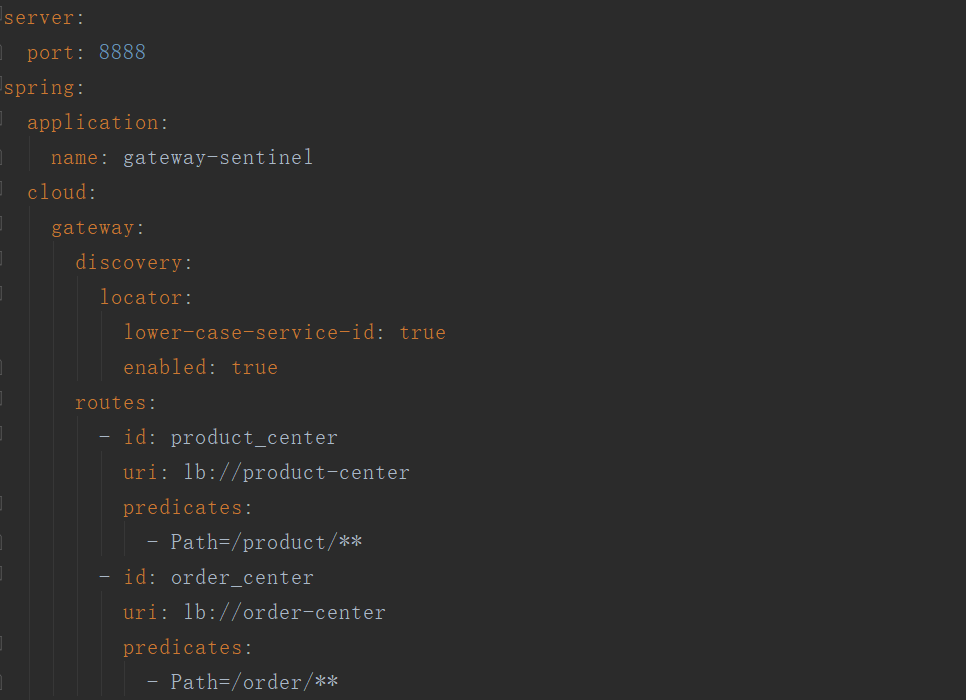 server:
  port: 8888
spring:
  application:
    name: gateway-sentinel
  cloud:
    gateway:
      discovery:
        locator:
          lower-case-service-id: true
          enabled: true
      routes:
        - id: product_center
          uri: lb://product-center
          predicates:
            - Path=/product/**
        - id: order_center
          uri: lb://order-center
          predicates:
            - Path=/order/**